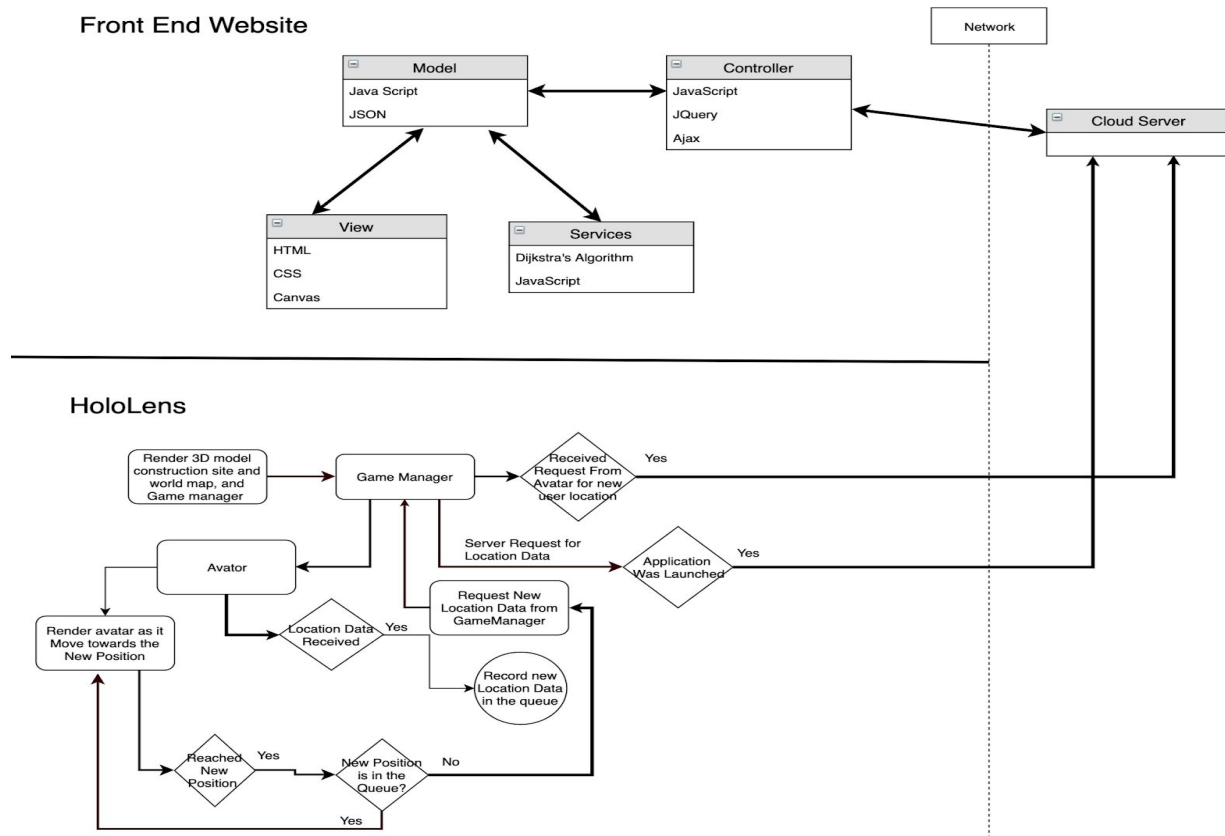 Front End Website
Network
Model
Java Script
JSON
Controller
JavaScript
JQuery
Ajax
Cloud Server
View
HTML
CSS
Canvas
Services
Dijkstra's Algorithm
JavaScript
HoloLens
Render 3D model
construction site and
world map, and
Game manager
Game Manager
Received
Request From
Avatar for new
user location
Yes
Server Request for
Location Data
Application
Was Launched
Yes
Avator
Request New
Location Data from
GameManager
Render avatar as it
Move towards the
New Position
Location Data
Received
Yes
Record new
Location Data
in the queue
Reached
New
Position
Yes
New Position
is in the
Queue?
No
Yes